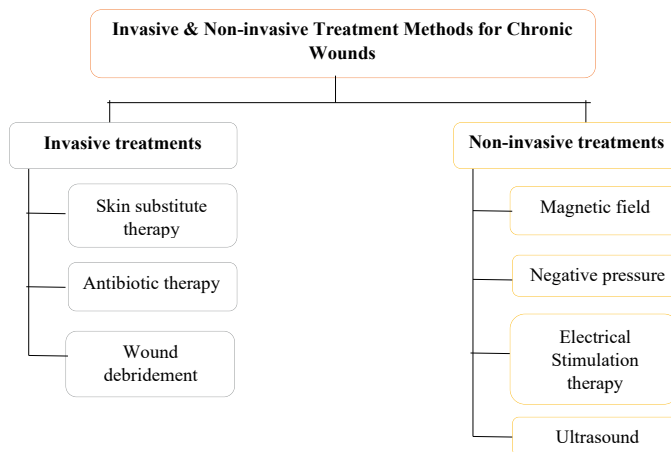 Invasive & Non-invasive Treatment Methods for Chronic
Wounds
Invasive treatments
Non-invasive treatments
Skin substitute
therapy
Antibiotic therapy
Wound
debridement
Magnetic field
Negative pressure
Electrical
Stimulation
therapy
Ultrasound